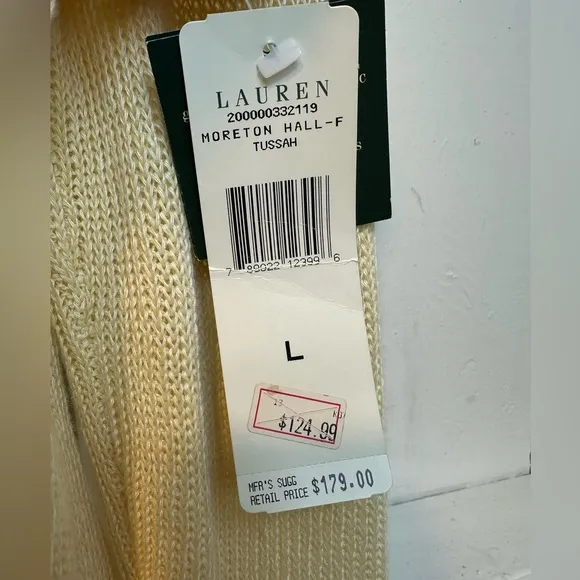 LAUREN
200000332119
MORETON HALL-F
TUSSAH
7 89022 12399 6
L
$124.99
MFR'S SUGG
RETAIL PRICE $179.00